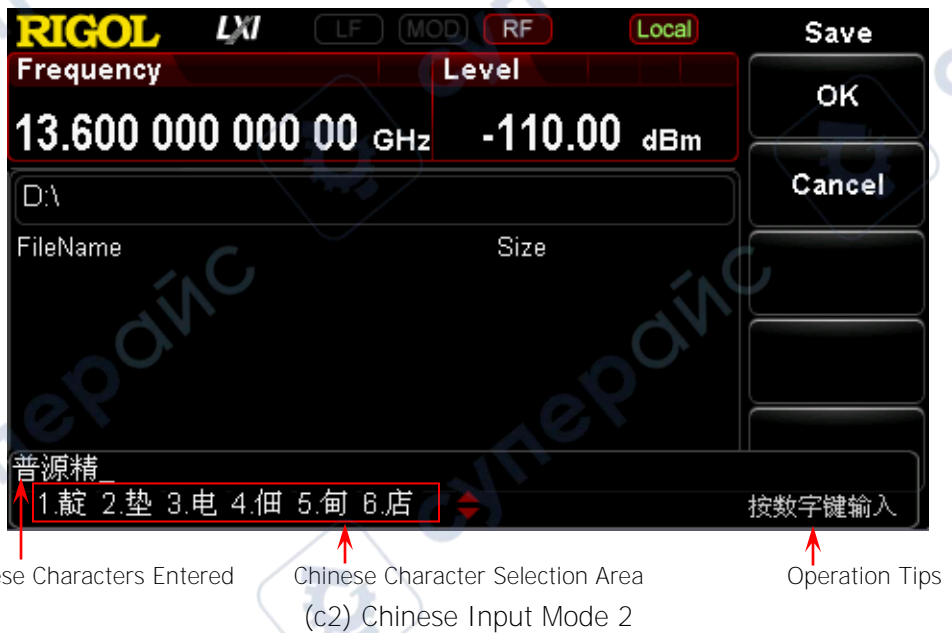 RIGOL LXI LF MOD RF Local Save
Frequency Level
OK
13.600 000 000 00 GHz -110.00 dBm
Cancel
D:\
FileName Size
普源精_
1.靛 2.垫 3.电 4.佃 5.甸 6.店 按数字键输入
ese Characters Entered Chinese Character Selection Area Operation Tips
(c2) Chinese Input Mode 2
суперайс